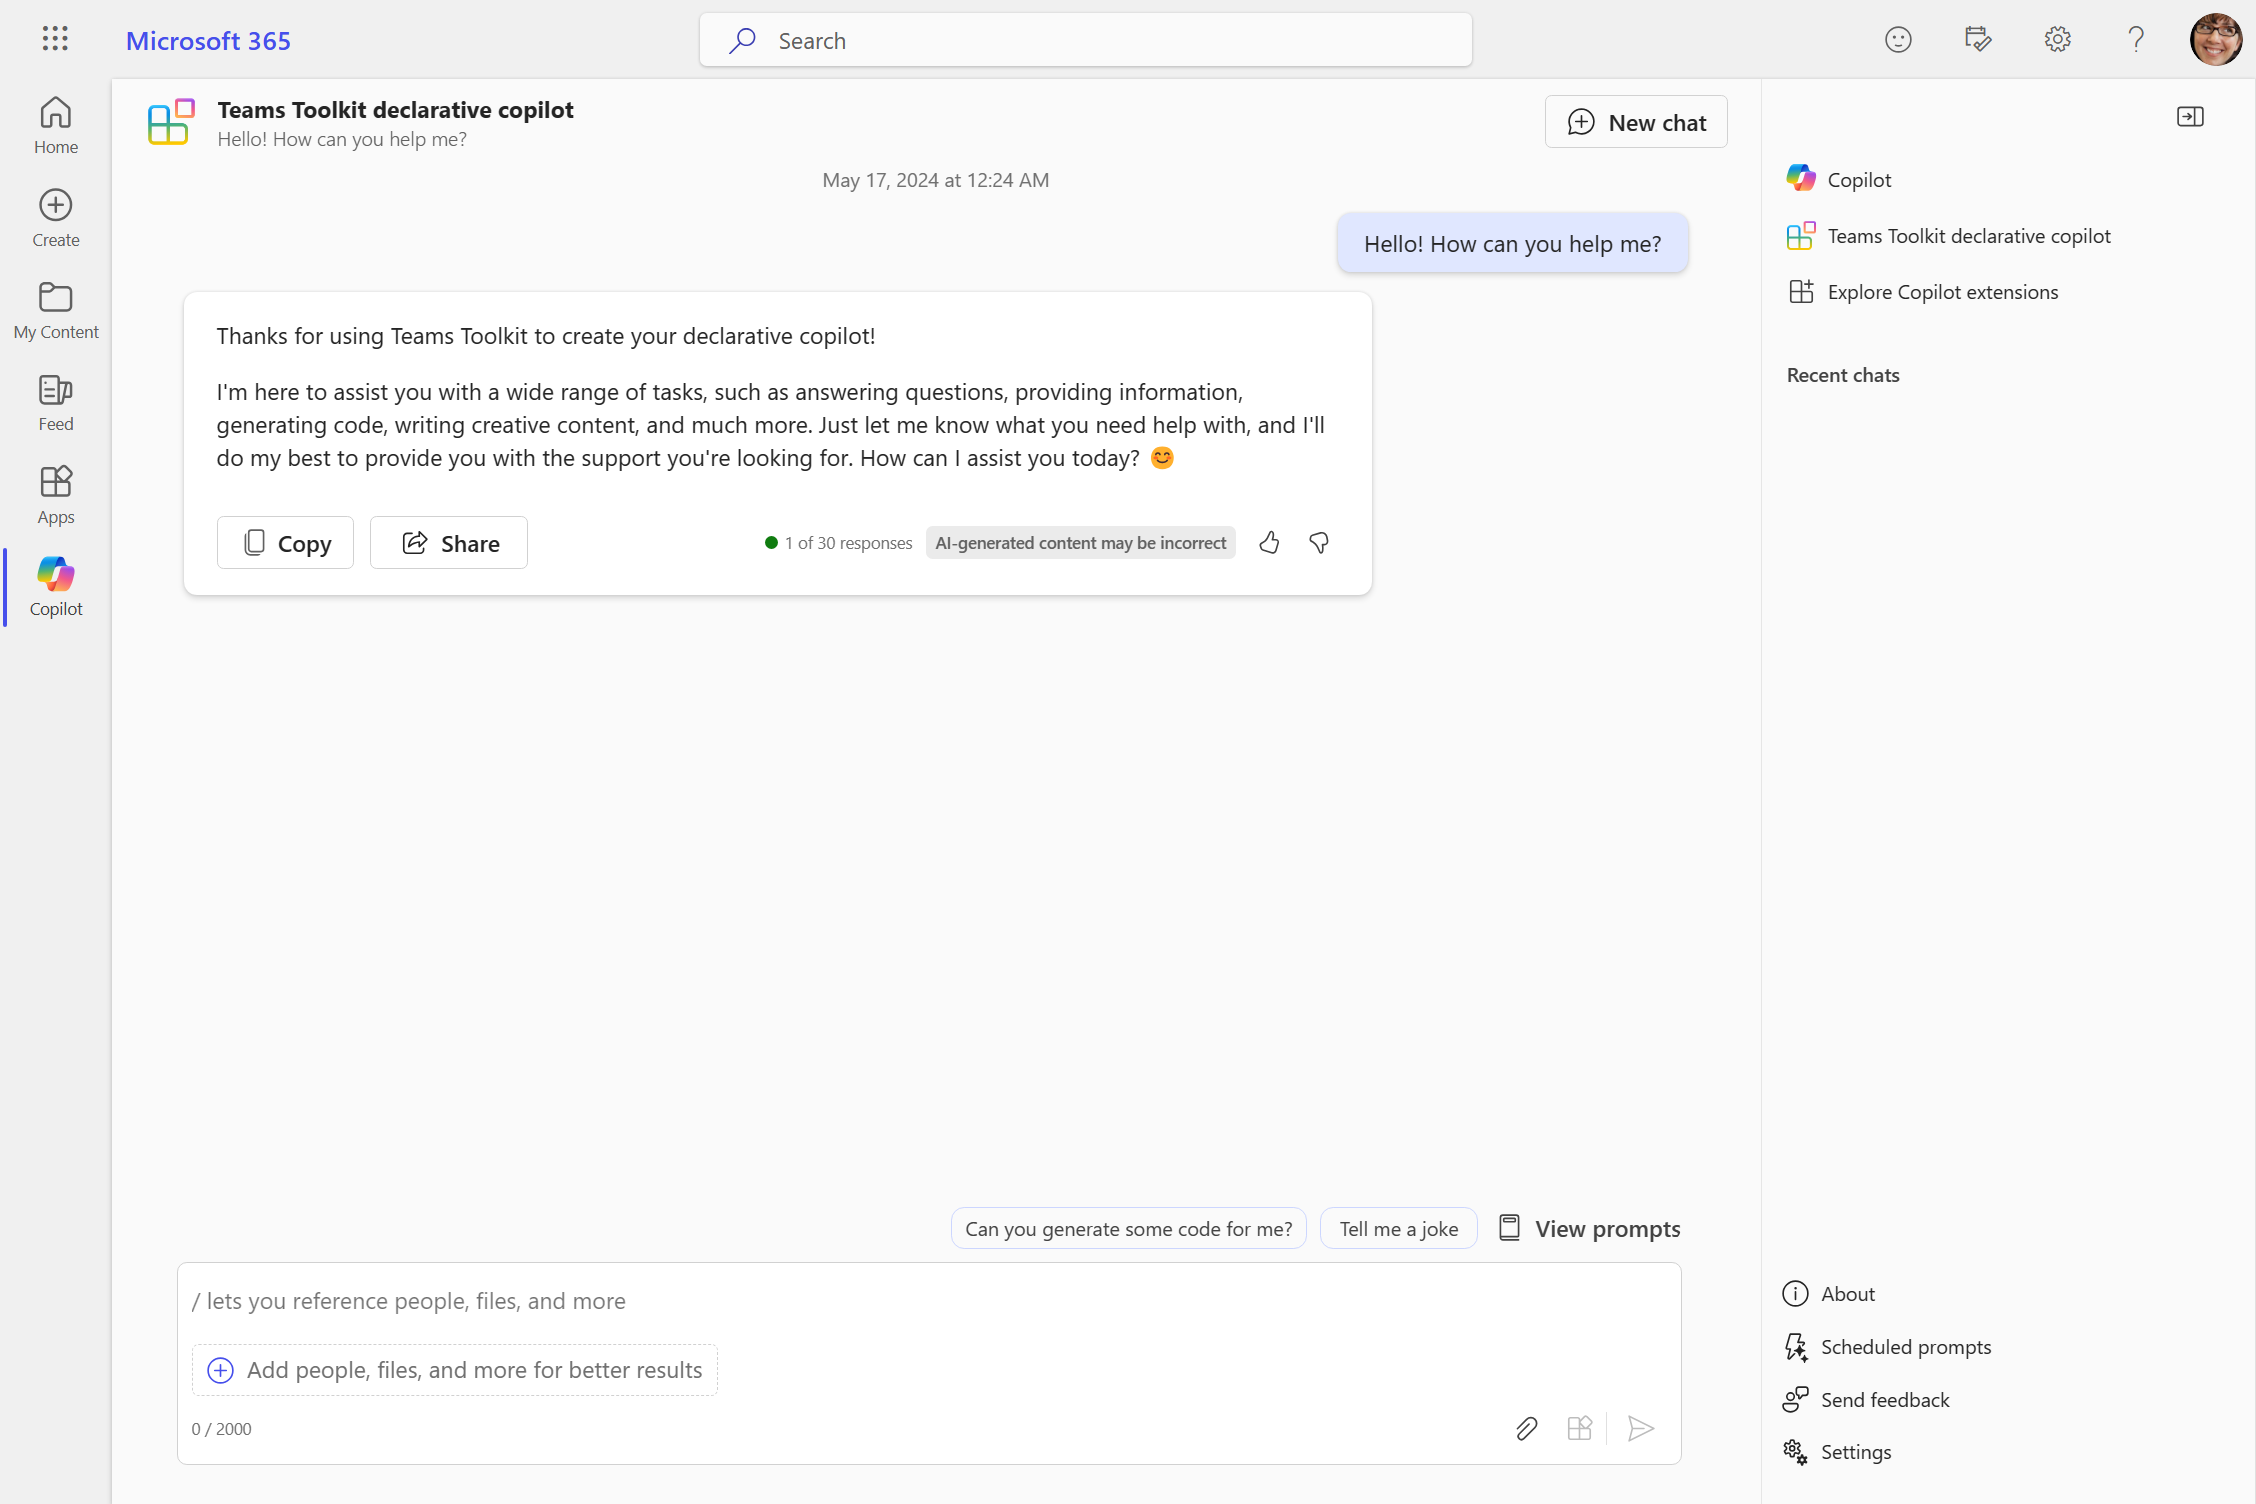 Microsoft 365
Search
Home
Create
My Content
Feed
Apps
Copilot
Teams Toolkit declarative copilot
Hello! How can you help me?
New chat
May 17, 2024 at 12:24 AM
Hello! How can you help me?
Thanks for using Teams Toolkit to create your declarative copilot!
I'm here to assist you with a wide range of tasks, such as answering questions, providing information,
generating code, writing creative content, and much more. Just let me know what you need help with, and I'll
do my best to provide you with the support you're looking for. How can I assist you today? 😊
Copy
Share
1 of 30 responses
AI-generated content may be incorrect
Can you generate some code for me?
Tell me a joke
View prompts
/ lets you reference people, files, and more
Add people, files, and more for better results
0 / 2000
Copilot
Teams Toolkit declarative copilot
Explore Copilot extensions
Recent chats
About
Scheduled prompts
Send feedback
Settings